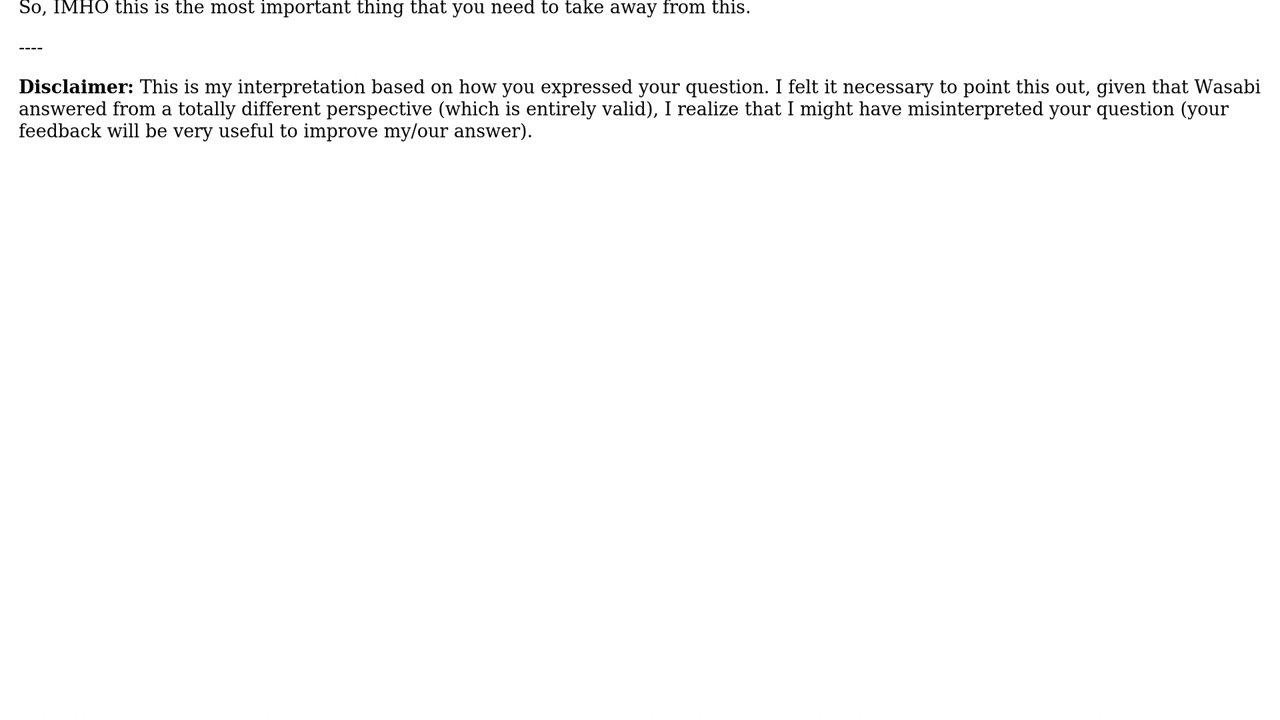 So, IMHO this is the most important thing that you need to take away from this.
----
Disclaimer: This is my interpretation based on how you expressed your question. I felt it necessary to point this out, given that Wasabi
answered from a totally different perspective (which is entirely valid), I realize that I might have misinterpreted your question (your
feedback will be very useful to improve my/our answer).